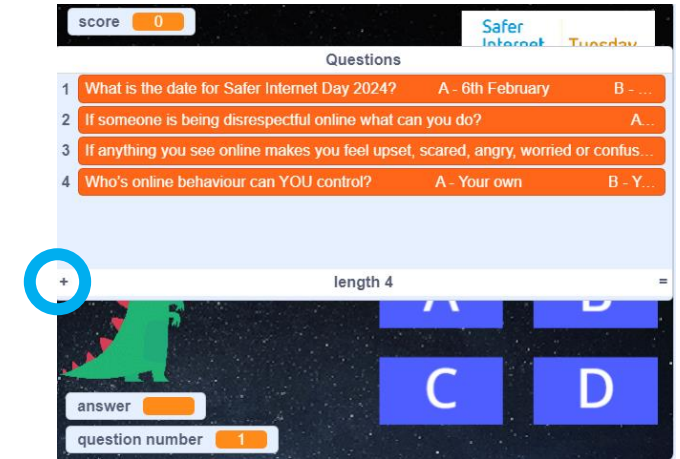 score 0
Safer
Internet Tuesday
Questions
1 What is the date for Safer Internet Day 2024? A - 6th February B - ...
2 If someone is being disrespectful online what can you do? A...
3 If anything you see online makes you feel upset, scared, angry, worried or confus...
4 Who's online behaviour can YOU control? A - Your own B - Y...
+ length 4 =
A B
C D
answer
question number 1